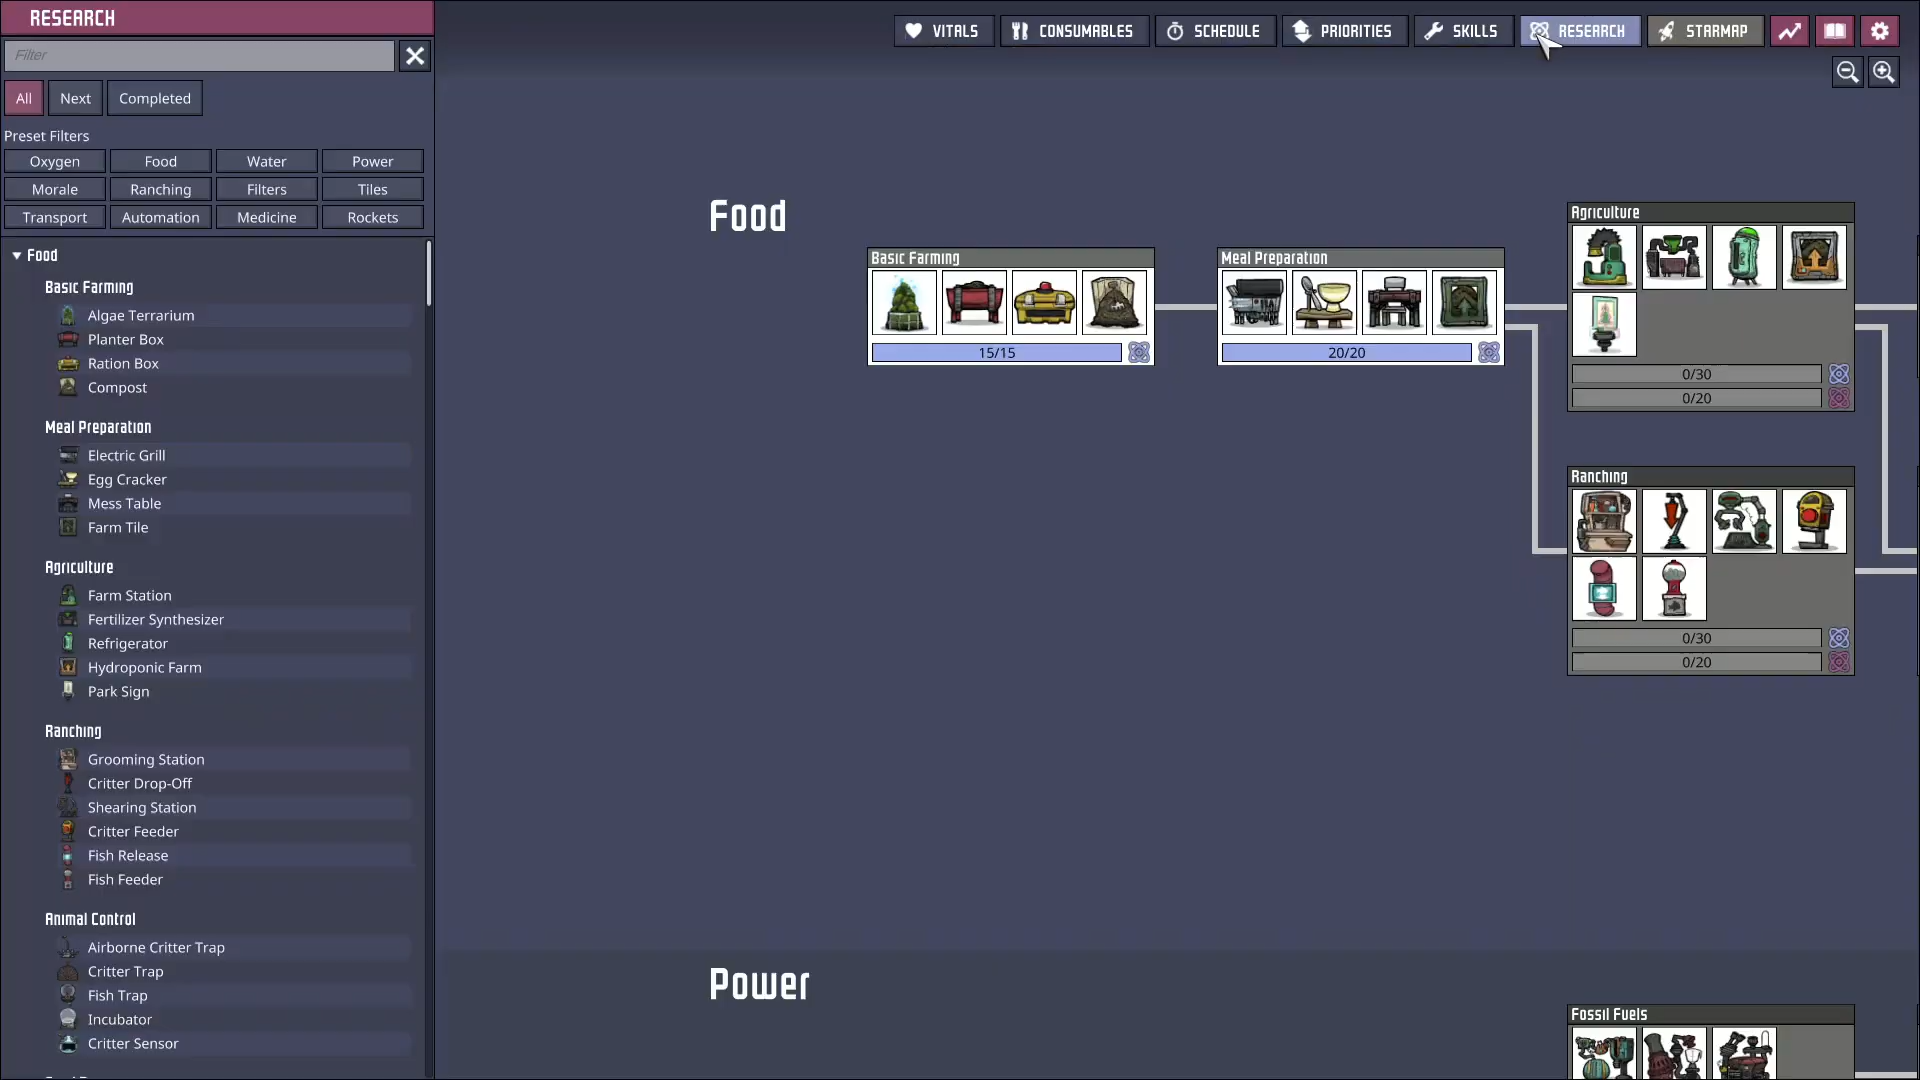 RESEARCH
VITALS CONSUMABLES SCHEDULE PRIORITIES SKILLS RESEARCH STARMAP
Filter
All Next Completed
Preset Filters
Oxygen Food Water Power
Morale Ranching Filters Tiles
Transport Automation Medicine Rockets
Food
Basic Farming
Algae Terrarium
Planter Box
Ration Box
Compost
Meal Preparation
Electric Grill
Egg Cracker
Mess Table
Farm Tile
Agriculture
Farm Station
Fertilizer Synthesizer
Refrigerator
Hydroponic Farm
Park Sign
Ranching
Grooming Station
Critter Drop-Off
Shearing Station
Critter Feeder
Fish Release
Fish Feeder
Animal Control
Airborne Critter Trap
Critter Trap
Fish Trap
Incubator
Critter Sensor
Food
Basic Farming
15/15
Meal Preparation
20/20
Agriculture
0/30
0/20
Ranching
0/30
0/20
Power
Fossil Fuels